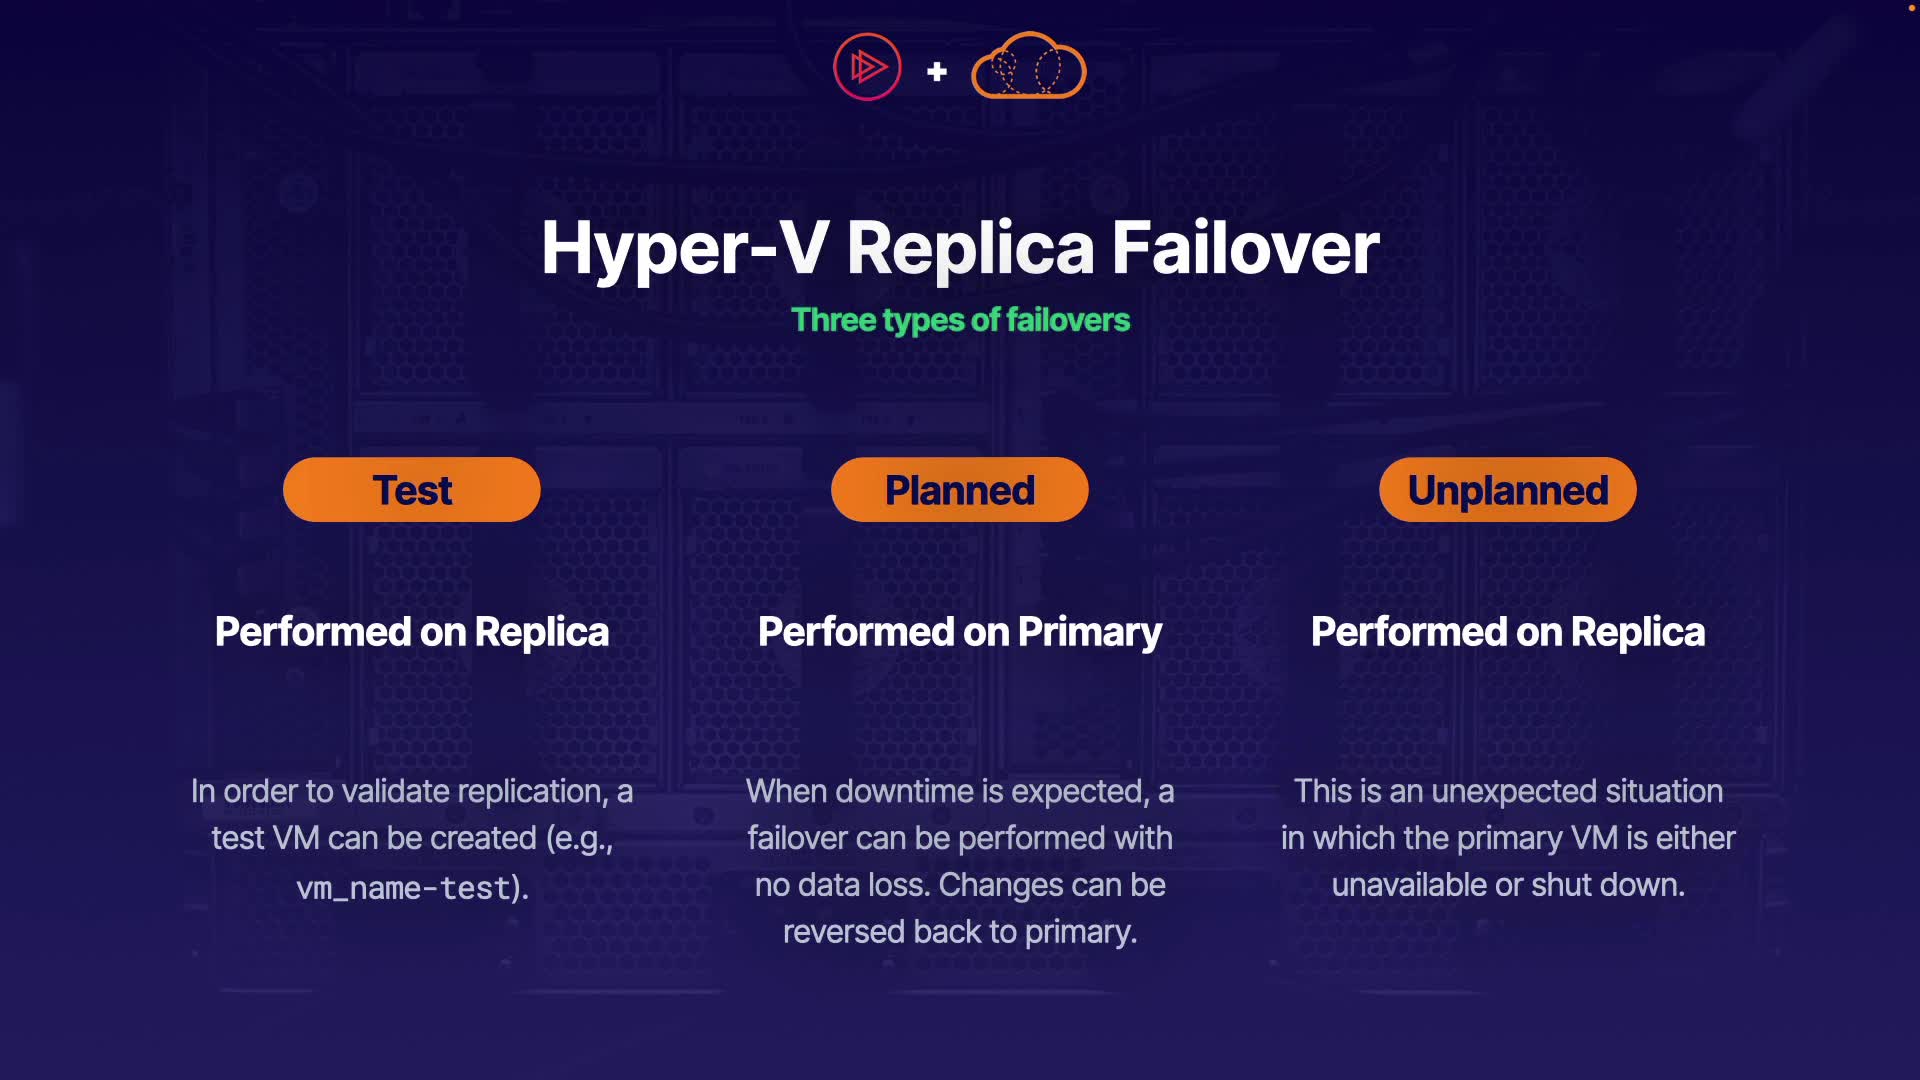 Hyper-V Replica Failover
Three types of failovers
Test
Performed on Replica
In order to validate replication, a
test VM can be created (e.g.,
vm_name-test).
Planned
Performed on Primary
When downtime is expected, a
failover can be performed with
no data loss. Changes can be
reversed back to primary.
Unplanned
Performed on Replica
This is an unexpected situation
in which the primary VM is either
unavailable or shut down.